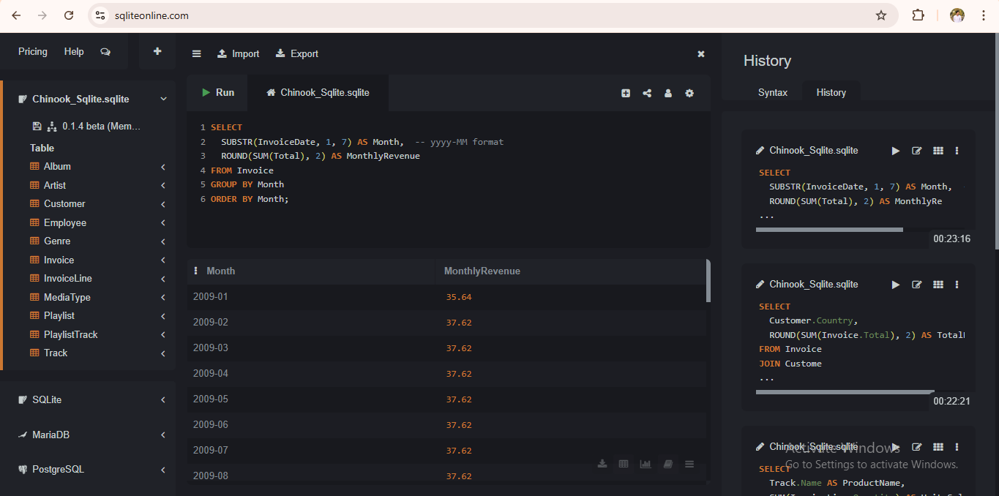 sqliteonline.com
Pricing Help
Import Export
Chinook_Sqlite.sqlite
0.1.4 beta (Mem...
Table
Album
Artist
Customer
Employee
Genre
Invoice
InvoiceLine
MediaType
Playlist
PlaylistTrack
Track
SQLite
MariaDB
PostgreSQL
Run Chinook_Sqlite.sqlite
1 SELECT
2 SUBSTR(InvoiceDate, 1, 7) AS Month, -- yyyy-MM format
3 ROUND(SUM(Total), 2) AS MonthlyRevenue
4 FROM Invoice
5 GROUP BY Month
6 ORDER BY Month;
Month MonthlyRevenue
2009-01 35.64
2009-02 37.62
2009-03 37.62
2009-04 37.62
2009-05 37.62
2009-06 37.62
2009-07 37.62
2009-08 37.62
History
Syntax History
Chinook_Sqlite.sqlite
SELECT
SUBSTR(InvoiceDate, 1, 7) AS Month,
ROUND(SUM(Total), 2) AS MonthlyRe
...
00:23:16
Chinook_Sqlite.sqlite
SELECT
Customer.Country,
ROUND(SUM(Invoice.Total), 2) AS Total
FROM Invoice
JOIN Custome
...
00:22:21
Chinook_Sqlite.sqlite
Activate Windows
Go to Settings to activate Windows.
SELECT
Track.Name AS ProductName,